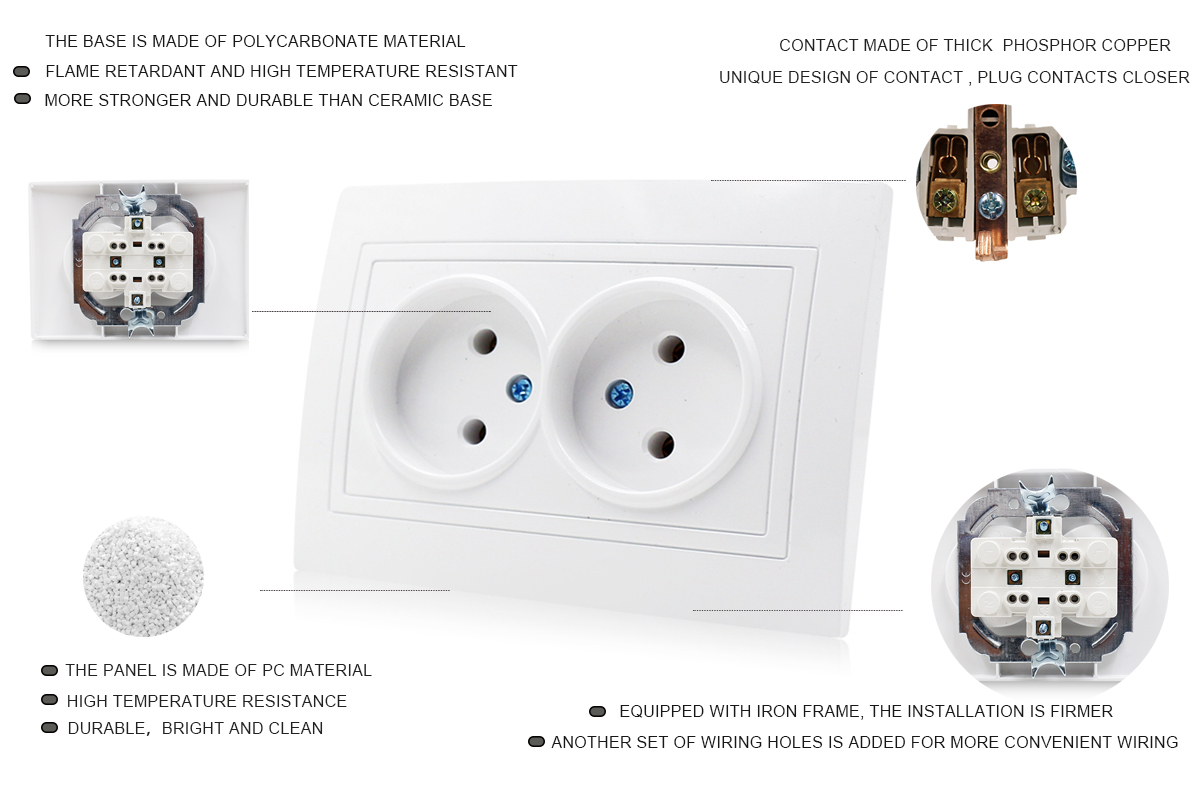 THE BASE IS MADE OF POLYCARBONATE MATERIAL
FLAME RETARDANT AND HIGH TEMPERATURE RESISTANT
MORE STRONGER AND DURABLE THAN CERAMIC BASE
CONTACT MADE OF THICK PHOSPHOR COPPER
UNIQUE DESIGN OF CONTACT , PLUG CONTACTS CLOSER
THE PANEL IS MADE OF PC MATERIAL
HIGH TEMPERATURE RESISTANCE
DURABLE, BRIGHT AND CLEAN
EQUIPPED WITH IRON FRAME, THE INSTALLATION IS FIRMER
ANOTHER SET OF WIRING HOLES IS ADDED FOR MORE CONVENIENT WIRING